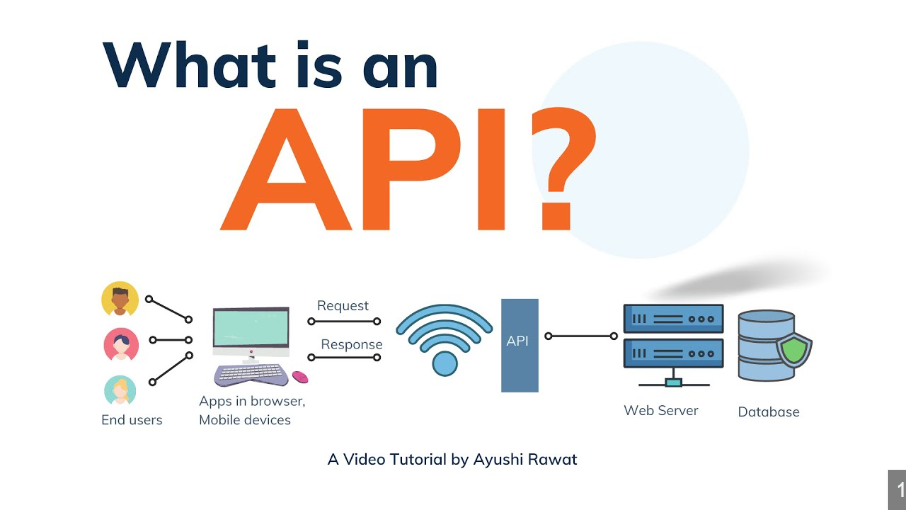 What is an
API?
Request
Response
API
End users
Apps in browser,
Mobile devices
Web Server
Database
A Video Tutorial by Ayushi Rawat
1